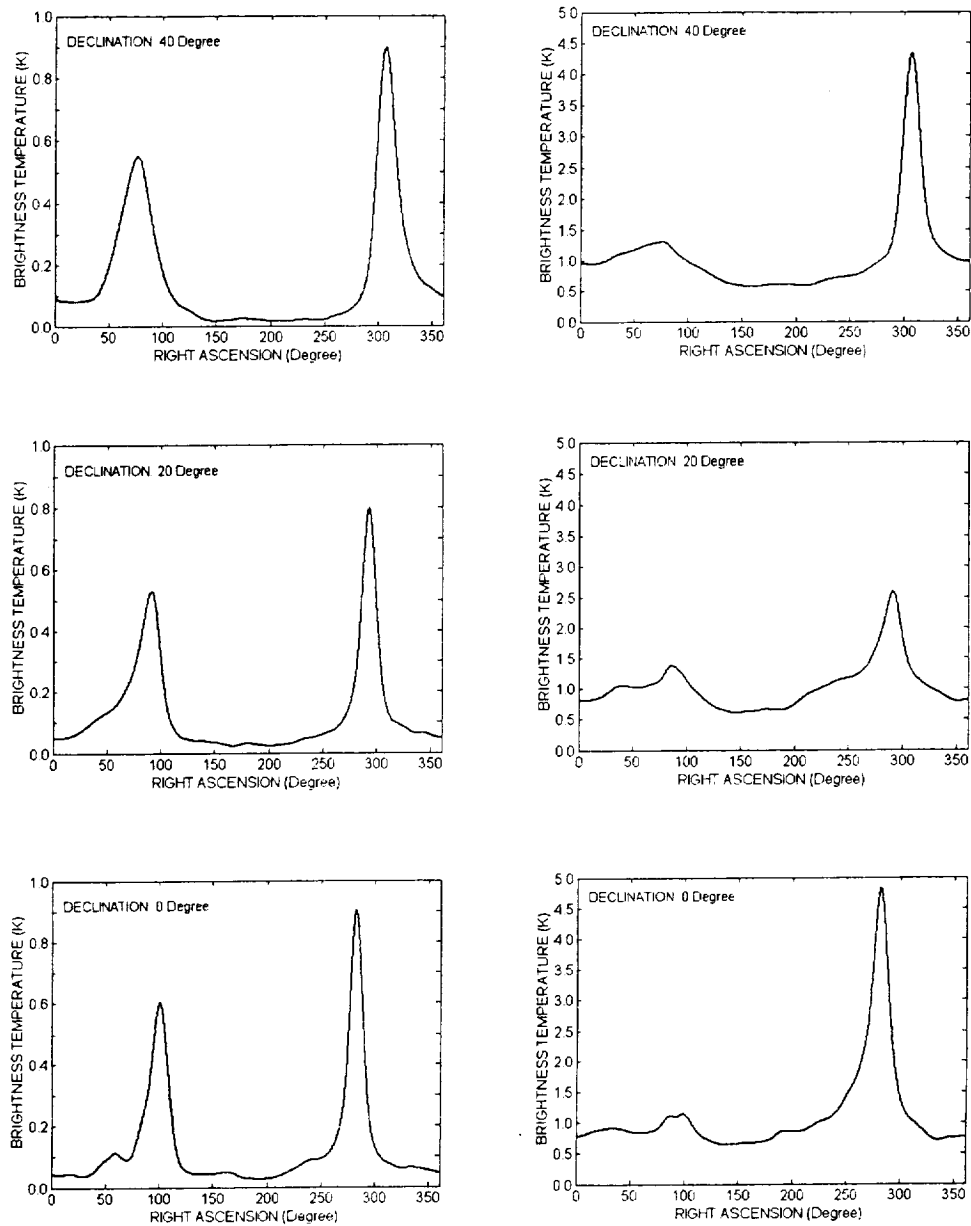 1.0
0.8
0.6
0.4
0.2
0.0
BRIGHTNESS TEMPERATURE (K)
DECLINATION 40 Degree
0 50 100 150 200 250 300 350
RIGHT ASCENSION (Degree)
5.0
4.5
4.0
3.5
3.0
2.5
2.0
1.5
1.0
0.5
0.0
BRIGHTNESS TEMPERATURE (K)
DECLINATION 40 Degree
0 50 100 150 200 250 300 350
RIGHT ASCENSION (Degree)
1.0
0.8
0.6
0.4
0.2
0.0
BRIGHTNESS TEMPERATURE (K)
DECLINATION. 20 Degree
0 50 100 150 200 250 300 350
RIGHT ASCENSION (Degree)
5.0
4.5
4.0
3.5
3.0
2.5
2.0
1.5
1.0
0.5
0.0
BRIGHTNESS TEMPERATURE (K)
DECLINATION. 20 Degree
0 50 100 150 200 250 300 350
RIGHT ASCENSION (Degree)
1.0
0.8
0.6
0.4
0.2
0.0
BRIGHTNESS TEMPERATURE (K)
DECLINATION 0 Degree
0 50 100 150 200 250 300 350
RIGHT ASCENSION (Degree)
5.0
4.5
4.0
3.5
3.0
2.5
2.0
1.5
1.0
0.5
0.0
BRIGHTNESS TEMPERATURE (K)
DECLINATION 0 Degree
0 50 100 150 200 250 300 350
RIGHT ASCENSION (Degree)